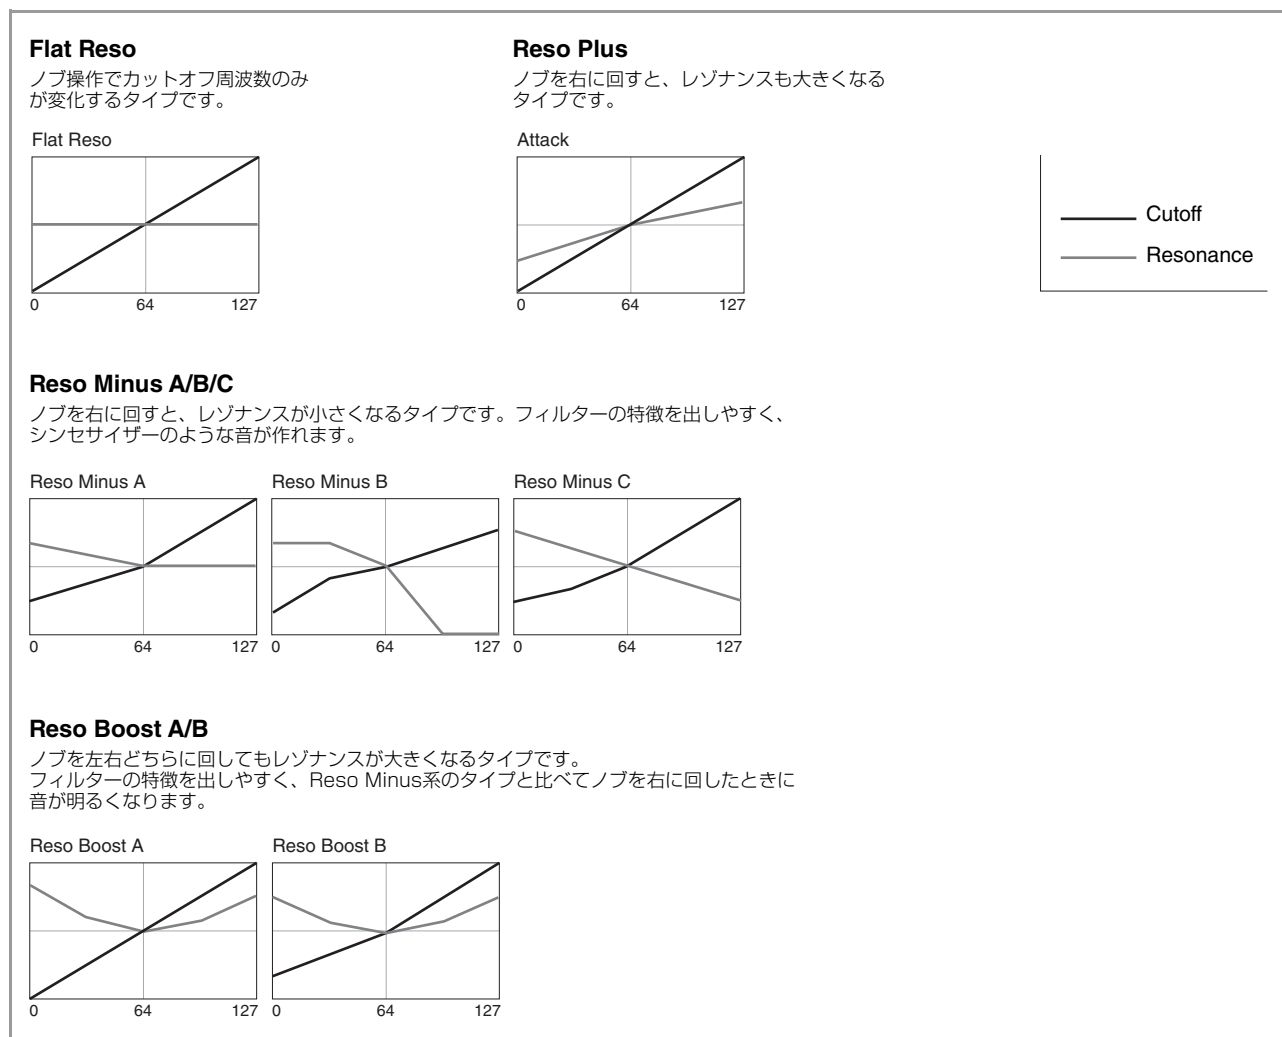 Flat Reso
ノブ操作でカットオフ周波数のみ
が変化するタイプです。
Flat Reso
0 64 127
Reso Plus
ノブを右に回すと、レゾナンスも大きくなる
タイプです。
Attack
0 64 127
Cutoff
Resonance
Reso Minus A/B/C
ノブを右に回すと、レゾナンスが小さくなるタイプです。フィルターの特徴を出しやすく、
シンセサイザーのような音が作れます。
Reso Minus A
0 64 127
Reso Minus B
0 64 127
Reso Minus C
0 64 127
Reso Boost A/B
ノブを左右どちらに回してもレゾナンスが大きくなるタイプです。
フィルターの特徴を出しやすく、Reso Minus系のタイプと比べてノブを右に回したときに
音が明るくなります。
Reso Boost A
0 64 127
Reso Boost B
0 64 127